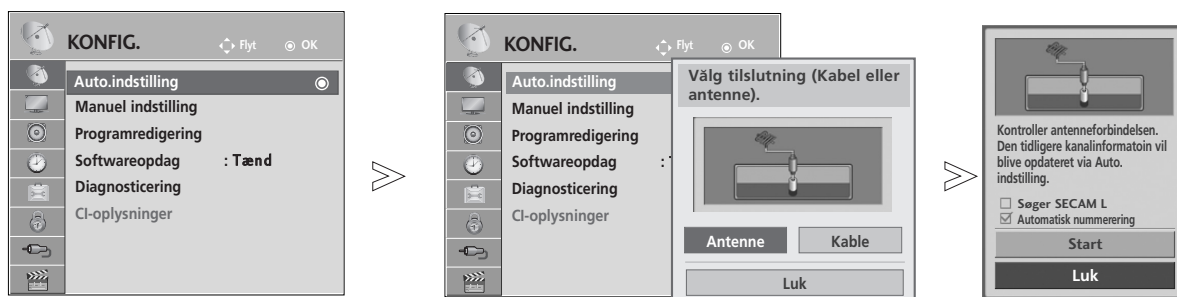 KONFIG. Flyt OK
Auto.indstilling
Manuel indstilling
Programredigering
Softwareopdag : Tænd
Diagnosticering
CI-oplysninger
KONFIG. Flyt OK
Auto.indstilling
Manuel indstilling
Programredigering
Softwareopdag :
Diagnosticering
CI-oplysninger
Vålg tilslutning (Kabel eller
antenne).
Antenne Kable
Luk
Kontroller antenneforbindelsen.
Den tidligere kanalinformatoin vil
blive opdateret via Auto.
indstilling.
Søger SECAM L
Automatisk nummerering
Start
Luk